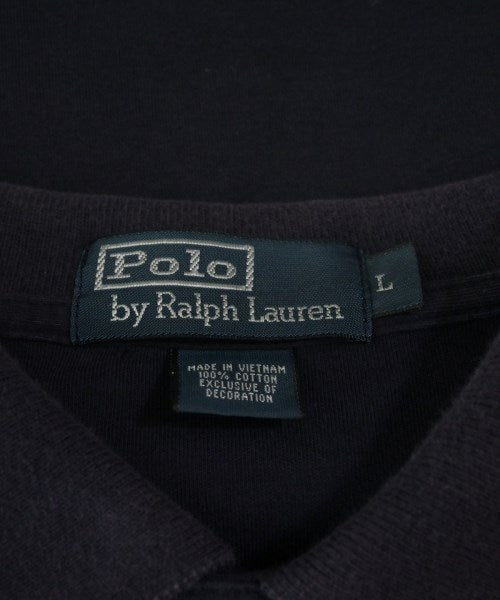 Polo
by Ralph Lauren
L
MADE IN VIETNAM
100% COTTON
EXCLUSIVE OF
DECORATION